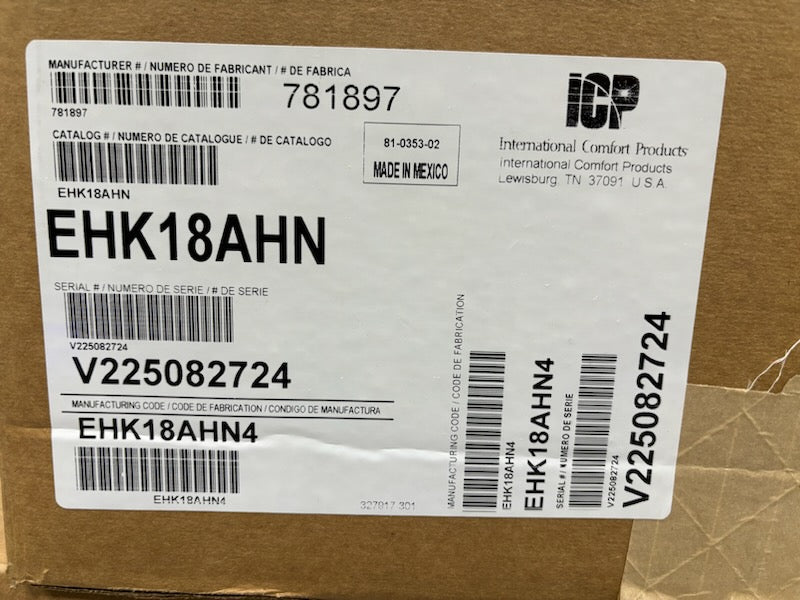 MANUFACTURER # / NUMERO DE FABRICANT / # DE FABRICA
781897
781897
CATALOG # / NUMERO DE CATALOGUE / # DE CATALOGO
EHK18AHN
EHK18AHN
81-0353-02
MADE IN MEXICO
ICP
International Comfort Products
International Comfort Products
Lewisburg, TN 37091 U.S.A.
SERIAL # / NUMERO DE SERIE / # DE SERIE
V225082724
V225082724
MANUFACTURING CODE / CODE DE FABRICATION / CONDIGO DE MANUFACTURA
EHK18AHN4
EHK18AHN4
327917-301
MANUFACTURING CODE / CODE DE FABRICATION
EHK18AHN4
EHK18AHN4
SERIAL # / NUMERO DE SERIE
V225082724
V225082724